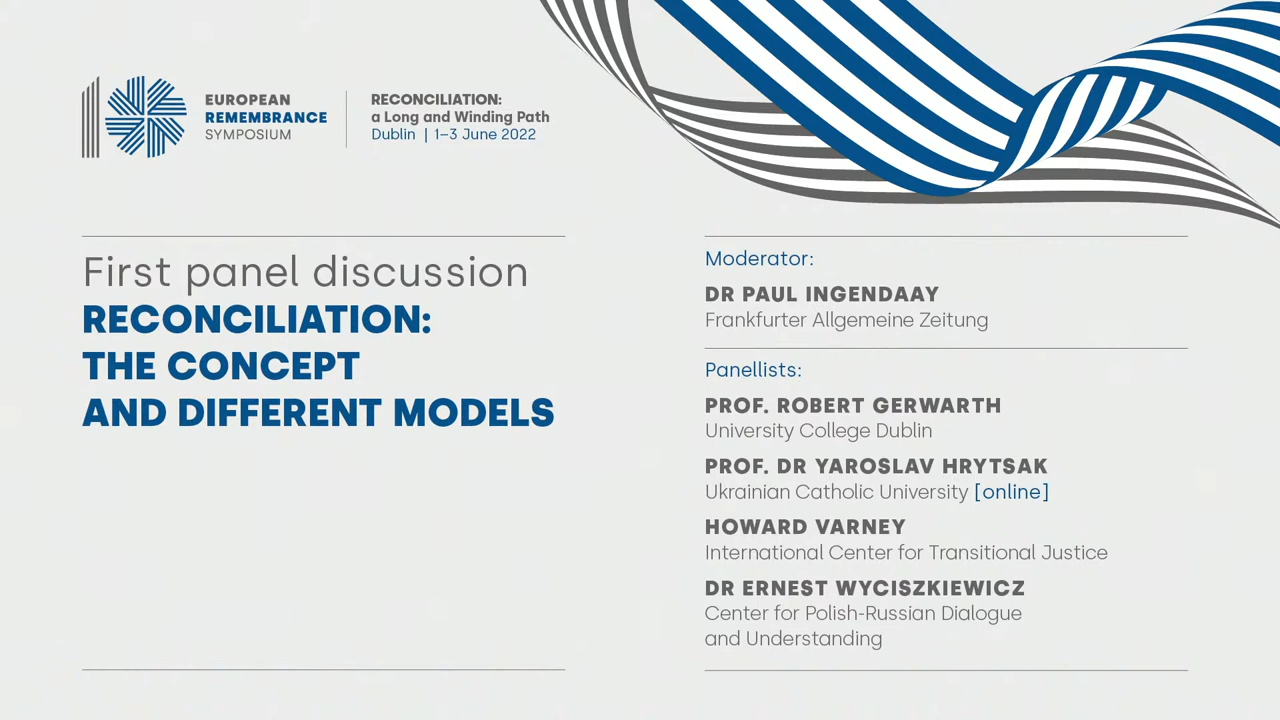 EUROPEAN
REMEMBRANCE
SYMPOSIUM
RECONCILIATION:
a Long and Winding Path
Dublin | 1–3 June 2022
First panel discussion
RECONCILIATION:
THE CONCEPT
AND DIFFERENT MODELS
Moderator:
DR PAUL INGENDAAY
Frankfurter Allgemeine Zeitung
Panellists:
PROF. ROBERT GERWARTH
University College Dublin
PROF. DR YAROSLAV HRYTSAK
Ukrainian Catholic University [online]
HOWARD VARNEY
International Center for Transitional Justice
DR ERNEST WYCISZKIEWICZ
Center for Polish-Russian Dialogue
and Understanding